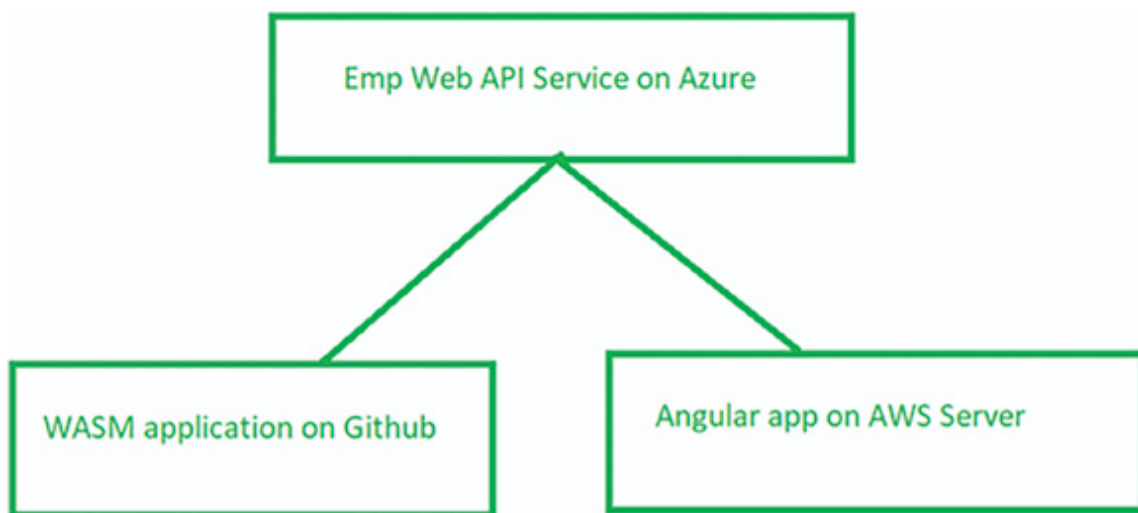 Emp Web API Service on Azure
WASM application on Github
Angular app on AWS Server